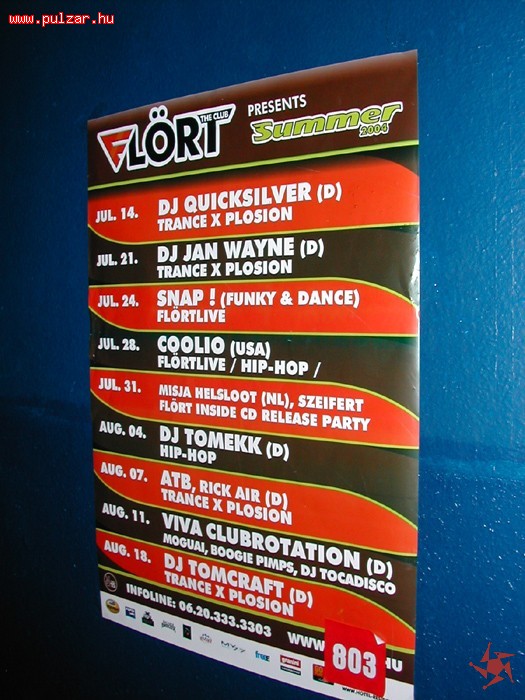 www.pulzar.hu
FLÖRT
THE CLUB
PRESENTS
Summer
2004
JUL. 14. DJ QUICKSILVER (D)
TRANCE X PLOSION
JUL. 21. DJ JAN WAYNE (D)
TRANCE X PLOSION
JUL. 24. SNAP ! (FUNKY & DANCE)
FLÖRTLIVE
JUL. 28. COOLIO (USA)
FLÖRTLIVE / HIP-HOP /
JUL. 31. MISJA HELSLOOT (NL), SZEIFERT
FLÖRT INSIDE CD RELEASE PARTY
AUG. 04. DJ TOMEKK (D)
HIP-HOP
AUG. 07. ATB, RICK AIR (D)
TRANCE X PLOSION
AUG. 11. VIVA CLUBROTATION (D)
MOGUAI, BOOGIE PIMPS, DJ TOCADISCO
AUG. 18. DJ TOMCRAFT (D)
TRANCE X PLOSION
INFOLINE: 06.20.333.3303 WWW. HU
803